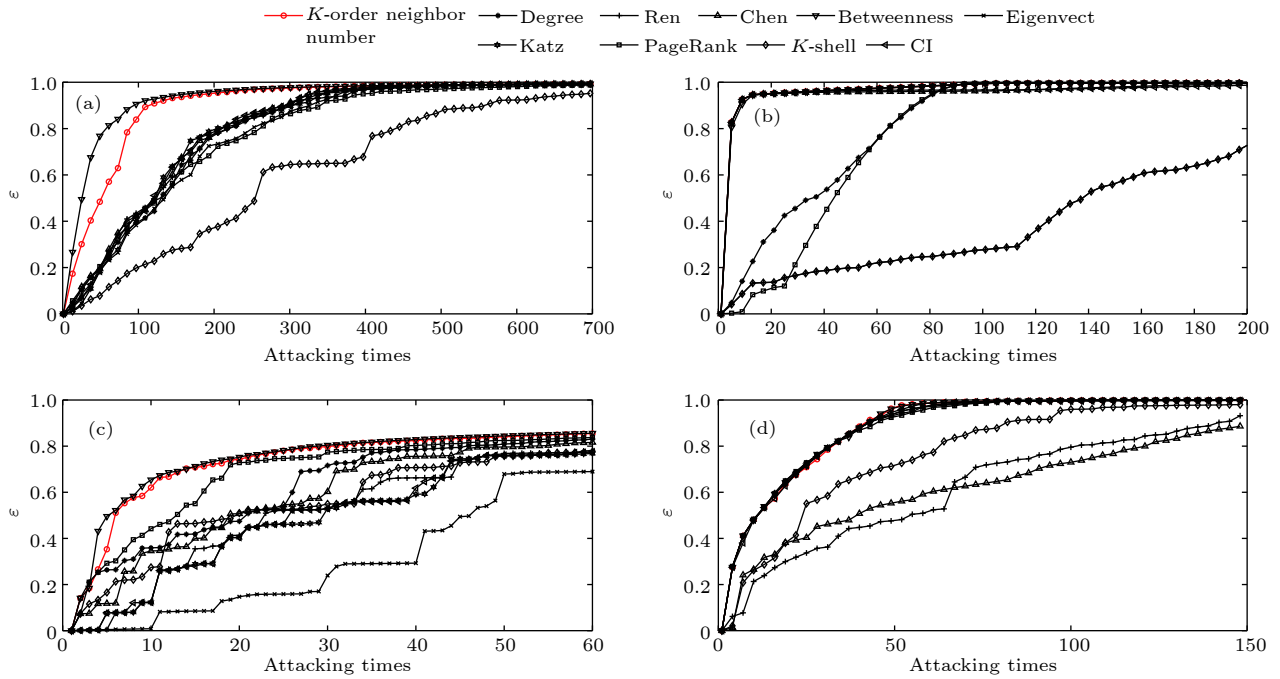 K-order neighbor number
Degree
Ren
Chen
Betweenness
Eigenvect
Katz
PageRank
K-shell
CI
(a)
1.0
0.8
0.6
0.4
0.2
0
ε
0
100
200
300
400
500
600
700
Attacking times
(b)
1.0
0.8
0.6
0.4
0.2
0
ε
20
40
60
80
100
120
140
160
180
200
Attacking times
(c)
1.0
0.8
0.6
0.4
0.2
0
ε
0
10
20
30
40
50
60
Attacking times
(d)
1.0
0.8
0.6
0.4
0.2
0
ε
0
50
100
150
Attacking times